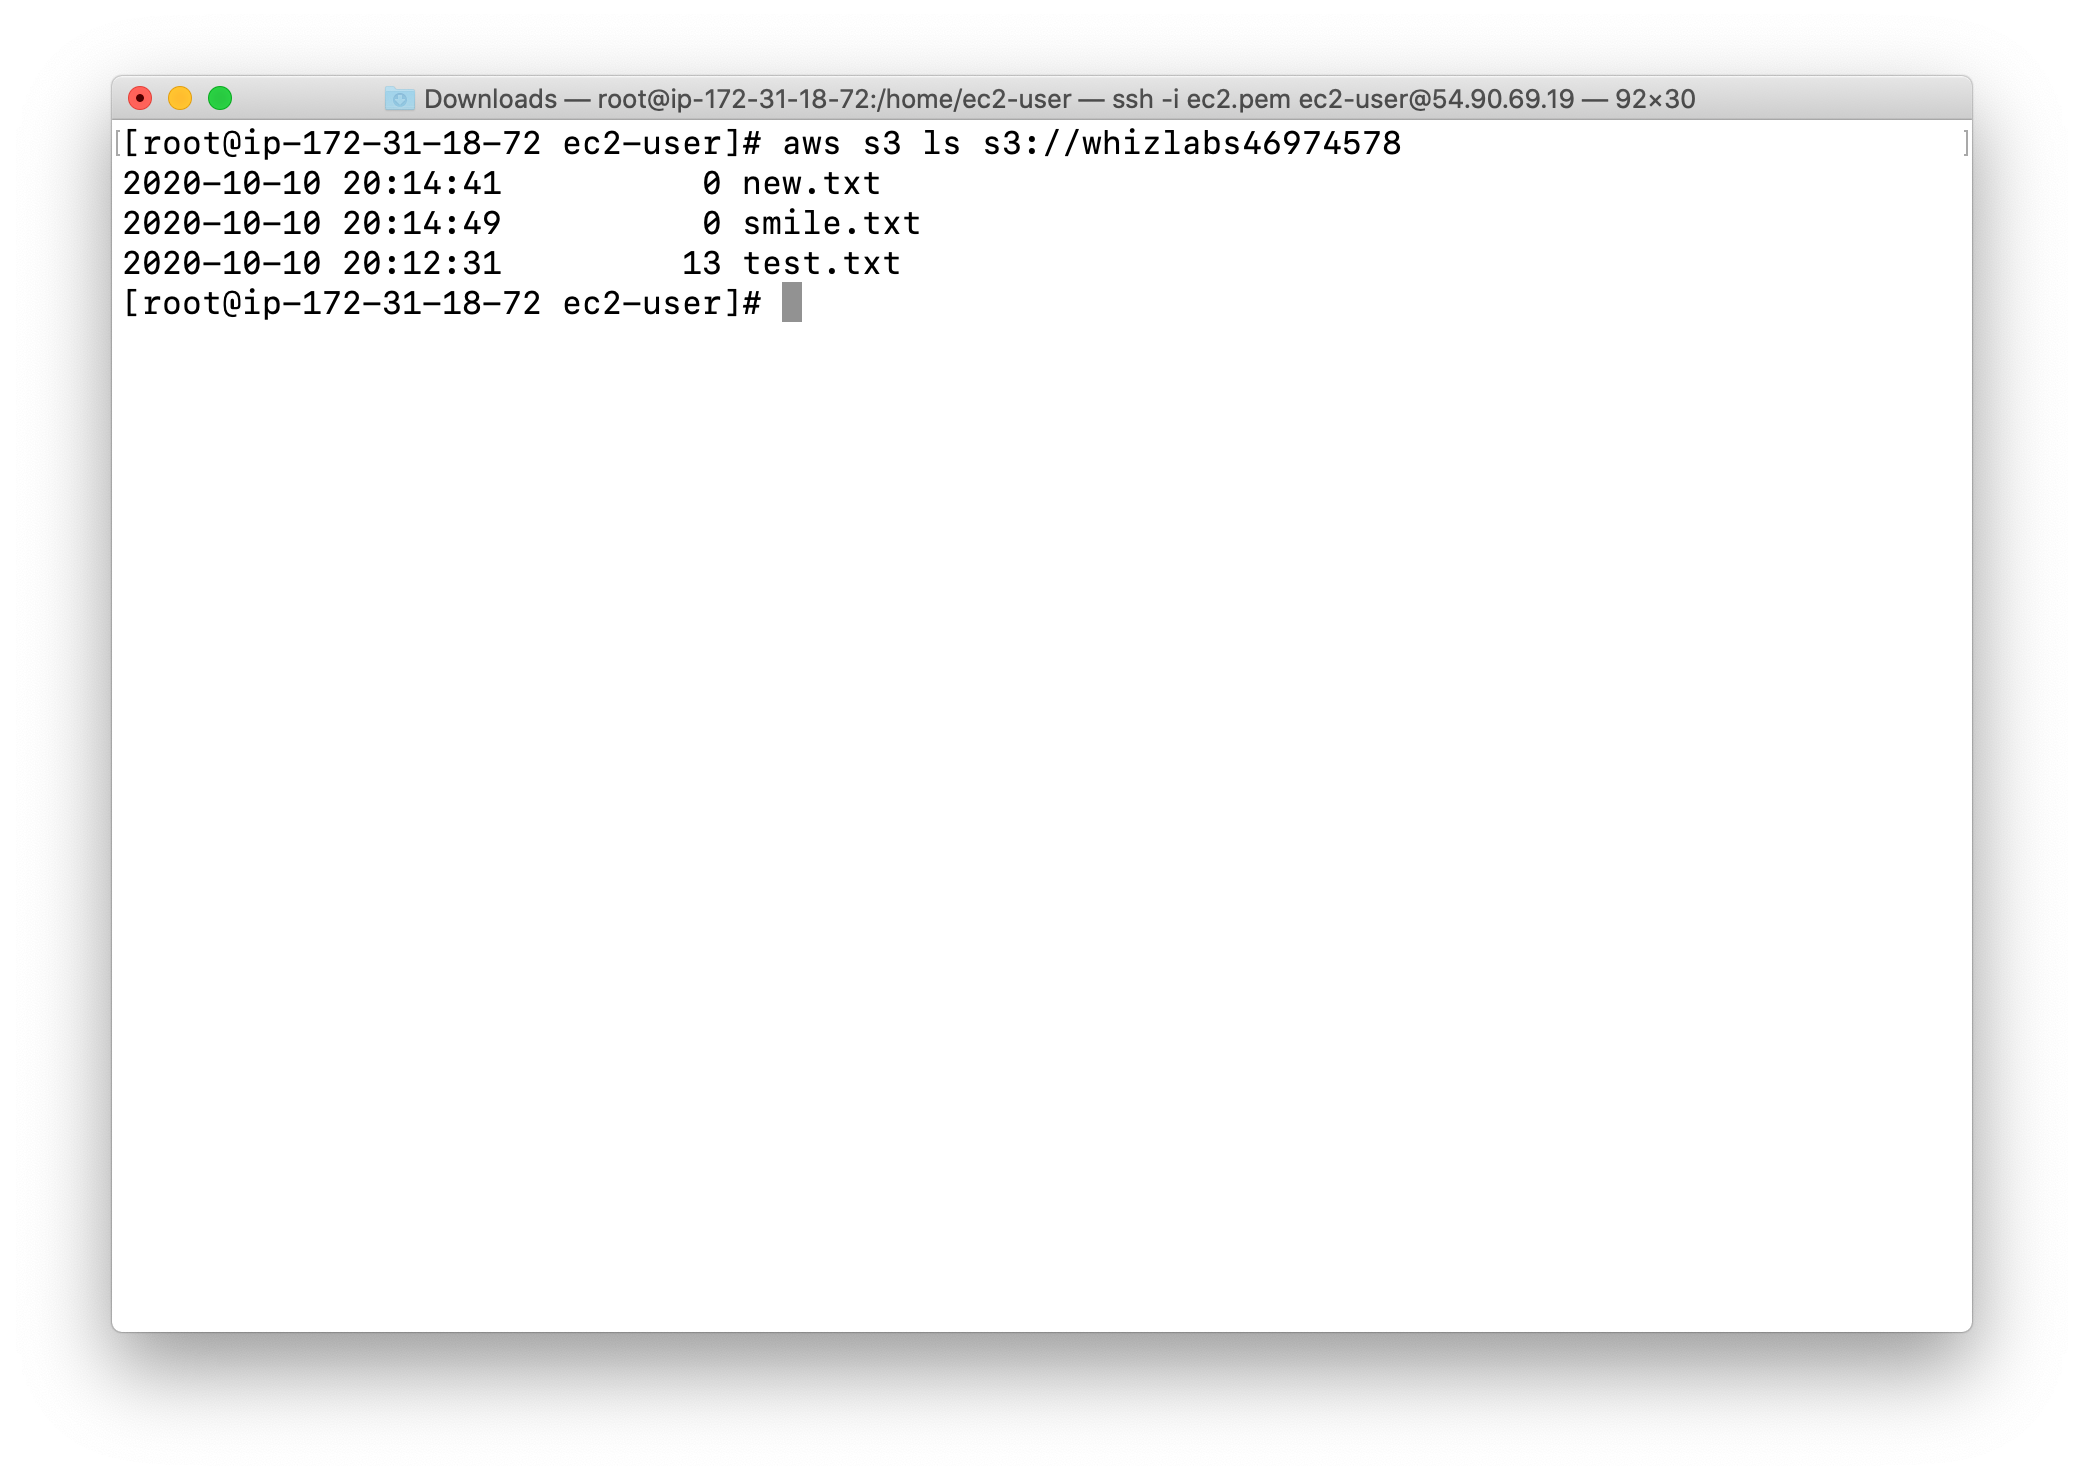 Downloads — root@ip-172-31-18-72:/home/ec2-user — ssh -i ec2.pem ec2-user@54.90.69.19 — 92×30
[root@ip-172-31-18-72 ec2-user]# aws s3 ls s3://whizlabs46974578
2020-10-10 20:14:41          0 new.txt
2020-10-10 20:14:49          0 smile.txt
2020-10-10 20:12:31         13 test.txt
[root@ip-172-31-18-72 ec2-user]#